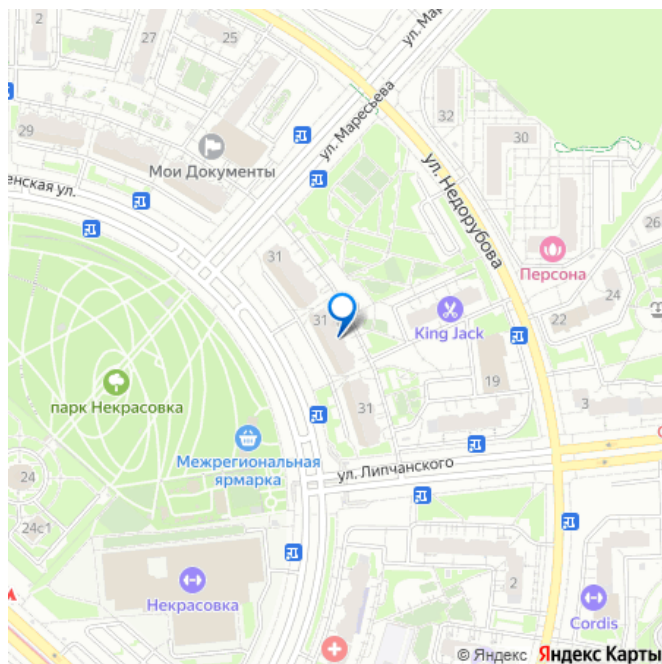 2
27
25
ул. Маресьева
32
30
29
Мои Документы
ул. Маресьева
енская ул.
ул. Недорубова
26
31
Персона
31
24
King Jack
22
парк Некрасовка
19
31
3
Межрегиональная
ярмарка
ул. Липчанского
24
24с1
Некрасовка
2
Cordis
© Яндекс Яндекс Карты